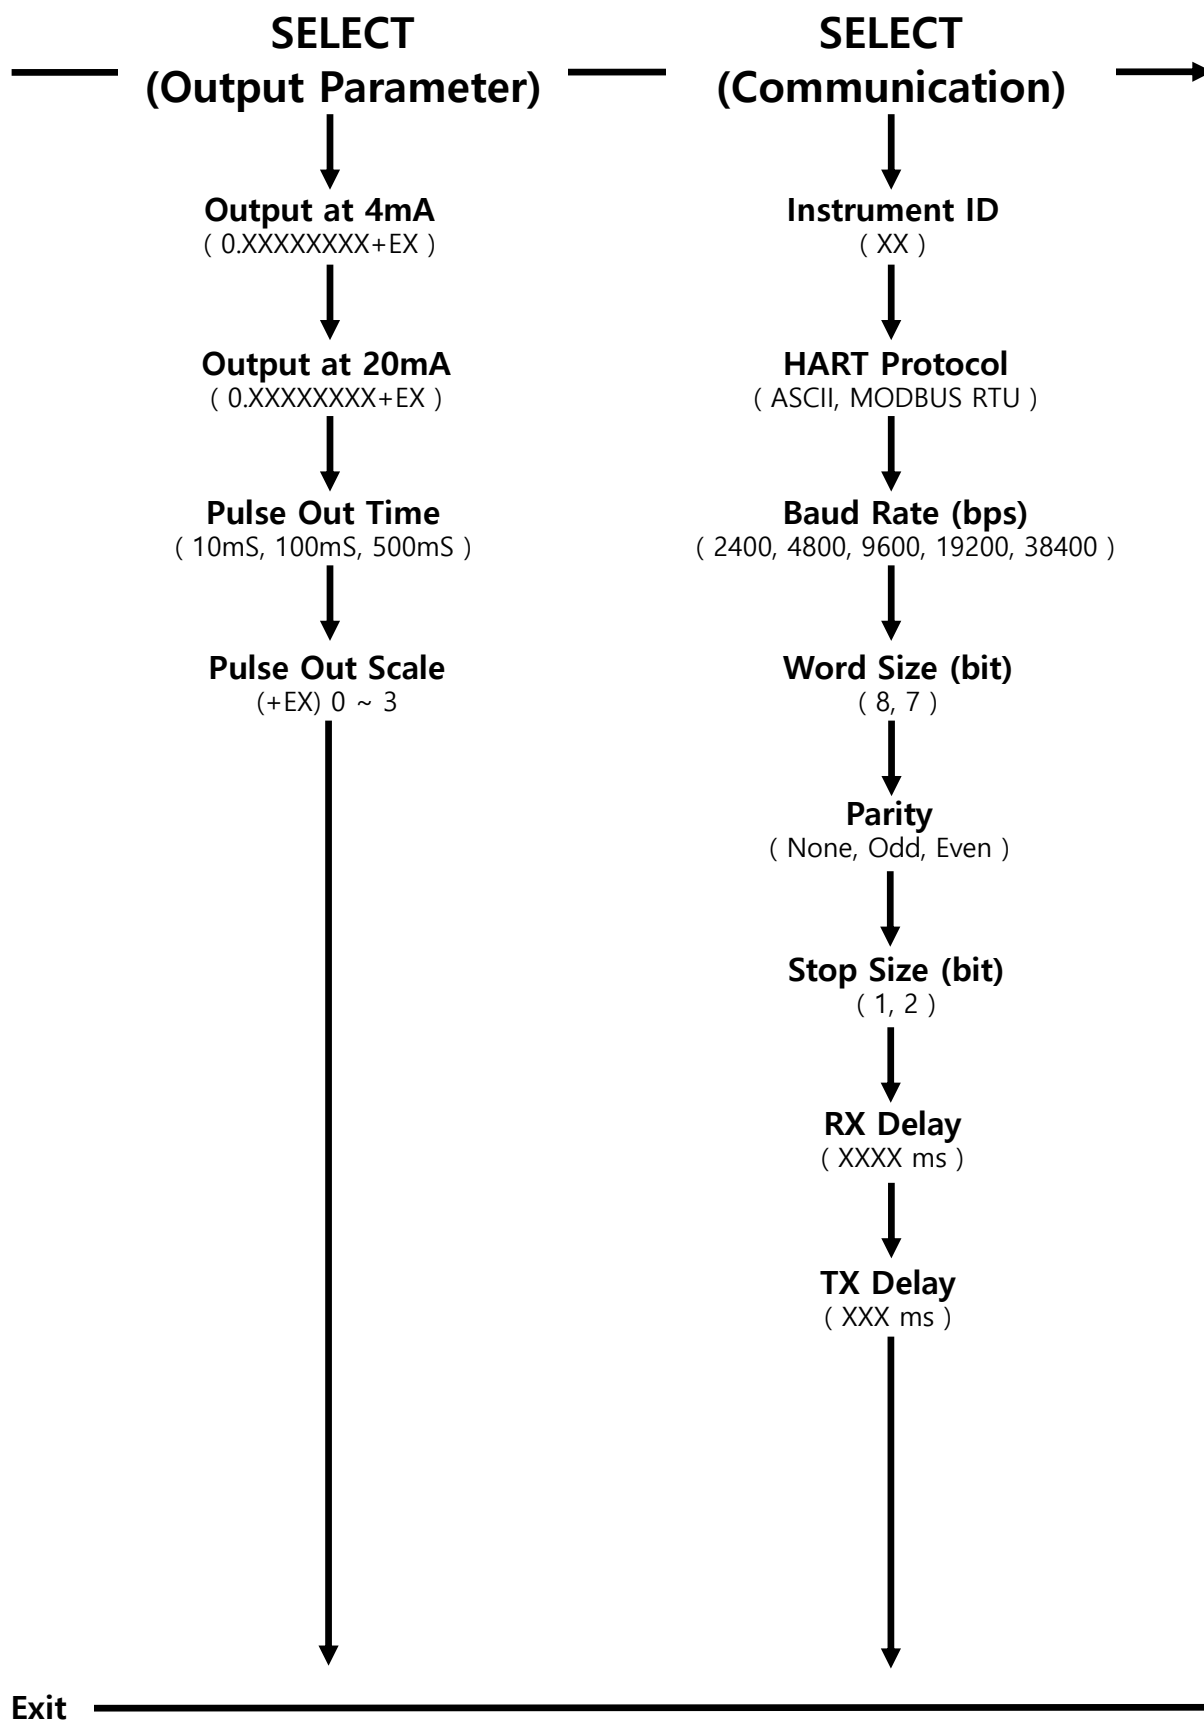 SELECT
(Output Parameter)
Output at 4mA
( 0.XXXXXXXX+EX )
Output at 20mA
( 0.XXXXXXXX+EX )
Pulse Out Time
( 10mS, 100mS, 500mS )
Pulse Out Scale
(+EX) 0 ~ 3
SELECT
(Communication)
Instrument ID
( XX )
HART Protocol
( ASCII, MODBUS RTU )
Baud Rate (bps)
( 2400, 4800, 9600, 19200, 38400 )
Word Size (bit)
( 8, 7 )
Parity
( None, Odd, Even )
Stop Size (bit)
( 1, 2 )
RX Delay
( XXXX ms )
TX Delay
( XXX ms )
Exit